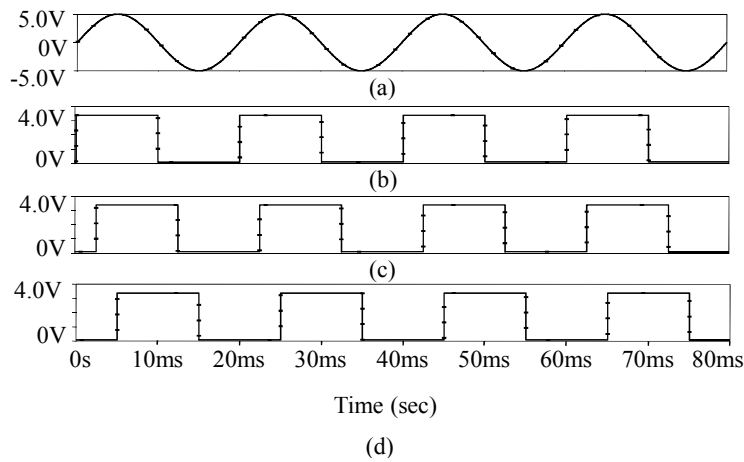 5.0V
0V
-5.0V
(a)
4.0V
0V
(b)
4.0V
0V
(c)
4.0V
0V
0s 10ms 20ms 30ms 40ms 50ms 60ms 70ms 80ms
Time (sec)
(d)